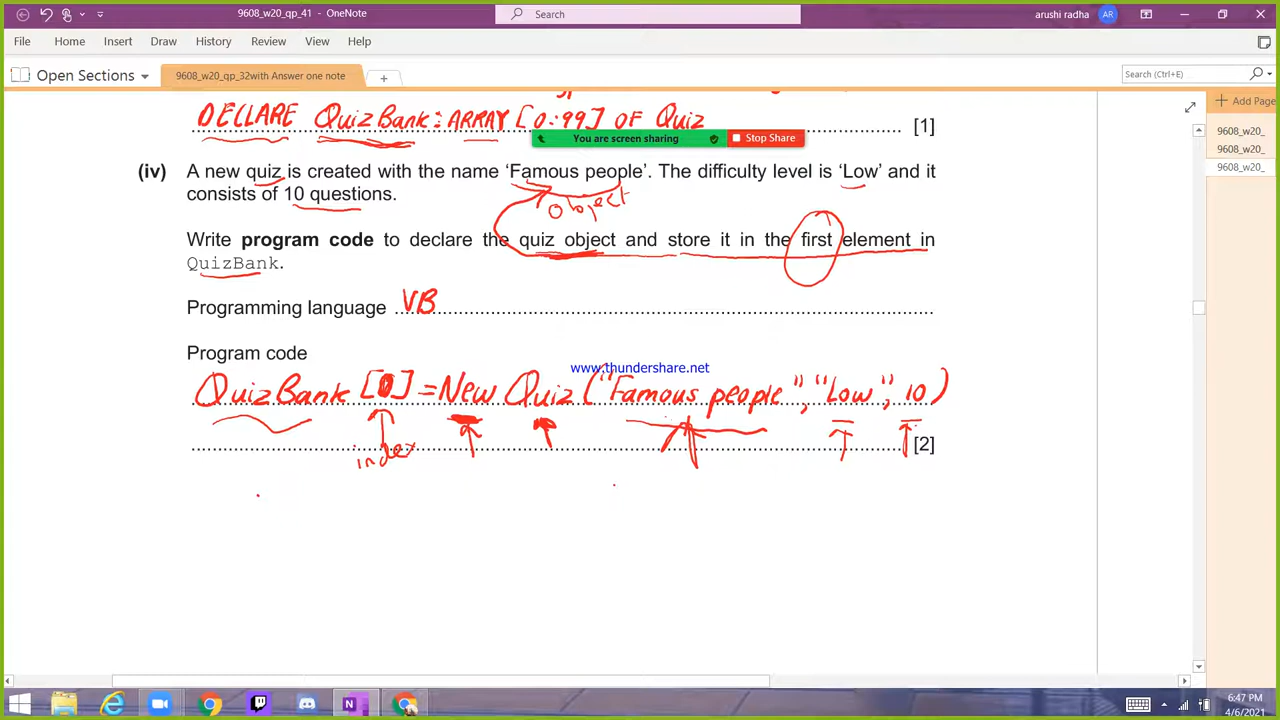 9608_w20_qp_41 - OneNote
Search
arushi radha
AR
File Home Insert Draw History Review View Help
Open Sections
9608_w20_qp_32with Answer one note
+
Search (Ctrl+E)
Add Page
9608_w20_
9608_w20_
9608_w20_
DECLARE QuizBank : ARRAY [0:99] OF Quiz
[1]
You are screen sharing
Stop Share
(iv) A new quiz is created with the name ‘Famous people’. The difficulty level is ‘Low’ and it
consists of 10 questions.
object
Write program code to declare the quiz object and store it in the first element in
QuizBank.
Programming language VB
Program code
www.thundershare.net
QuizBank [0] = New Quiz ("Famous people", "Low", 10)
index
[2]
6:47 PM
4/6/2021